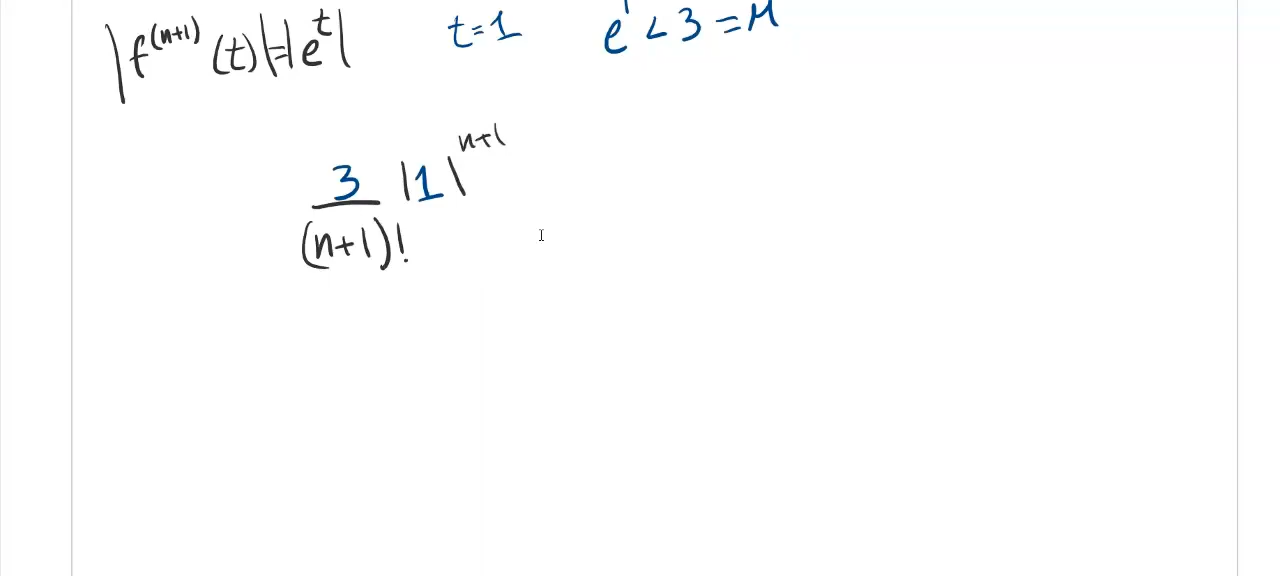 |f^(n+1) (t)| = |e^t| t=1 e^1 < 3 = M
3/(n+1)! |1|^n+1